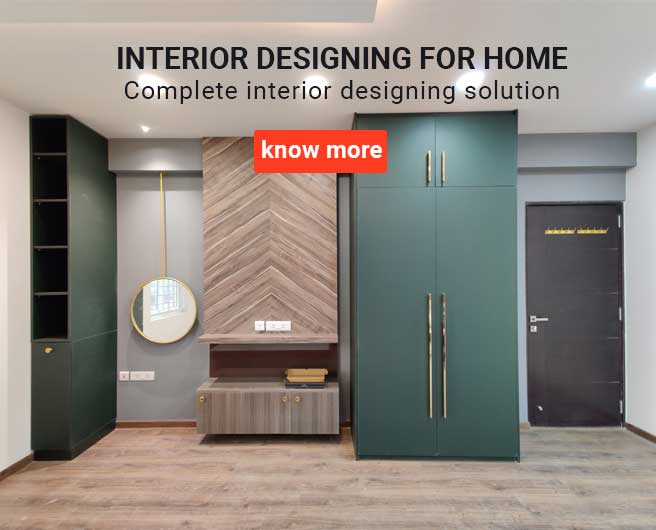 INTERIOR DESIGNING FOR HOME
Complete interior designing solution
know more